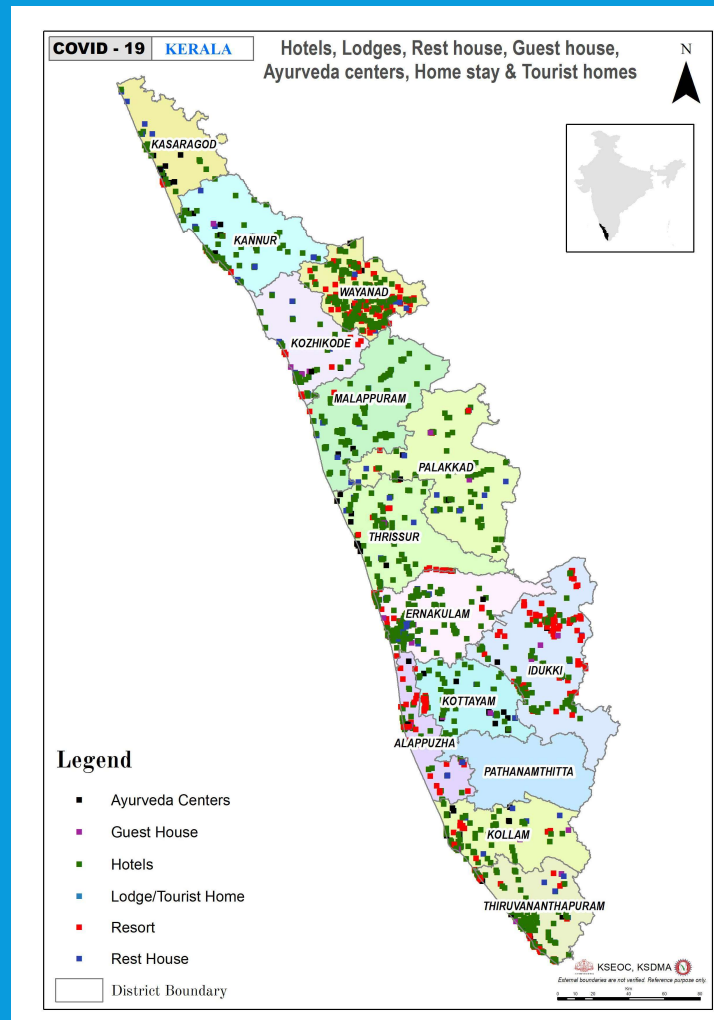 COVID - 19
KERALA
Hotels, Lodges, Rest house, Guest house,
Ayurveda centers, Home stay & Tourist homes
N
KASARAGOD
KANNUR
WAYANAD
KOZHIKODE
MALAPPURAM
PALAKKAD
THRISSUR
ERNAKULAM
IDUKKI
KOTTAYAM
ALAPPUZHA
PATHANAMTHITTA
KOLLAM
THIRUVANANTHAPURAM
Legend
Ayurveda Centers
Guest House
Hotels
Lodge/Tourist Home
Resort
Rest House
District Boundary
KSEOC, KSDMA
External boundaries are not verified. Reference purpose only.